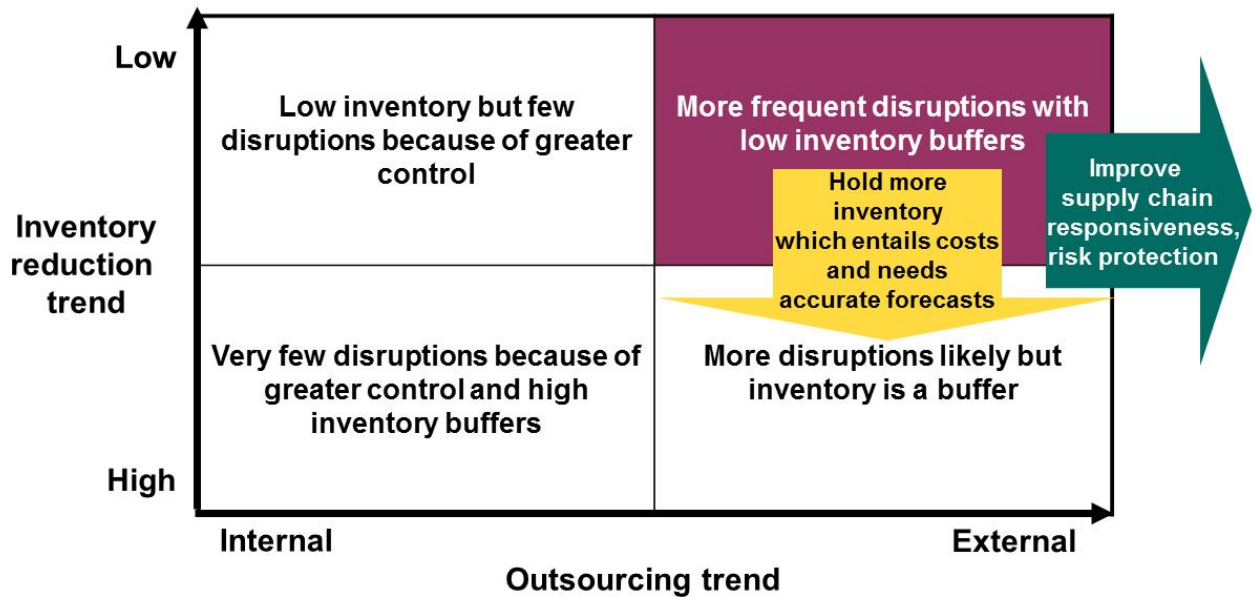 Low
Inventory
reduction
trend
High
Low inventory but few
disruptions because of greater
control
More frequent disruptions with
low inventory buffers
Hold more
inventory
which entails costs
and needs
accurate forecasts
Improve
supply chain
responsiveness,
risk protection
Very few disruptions because of
greater control and high
inventory buffers
More disruptions likely but
inventory is a buffer
Internal
External
Outsourcing trend